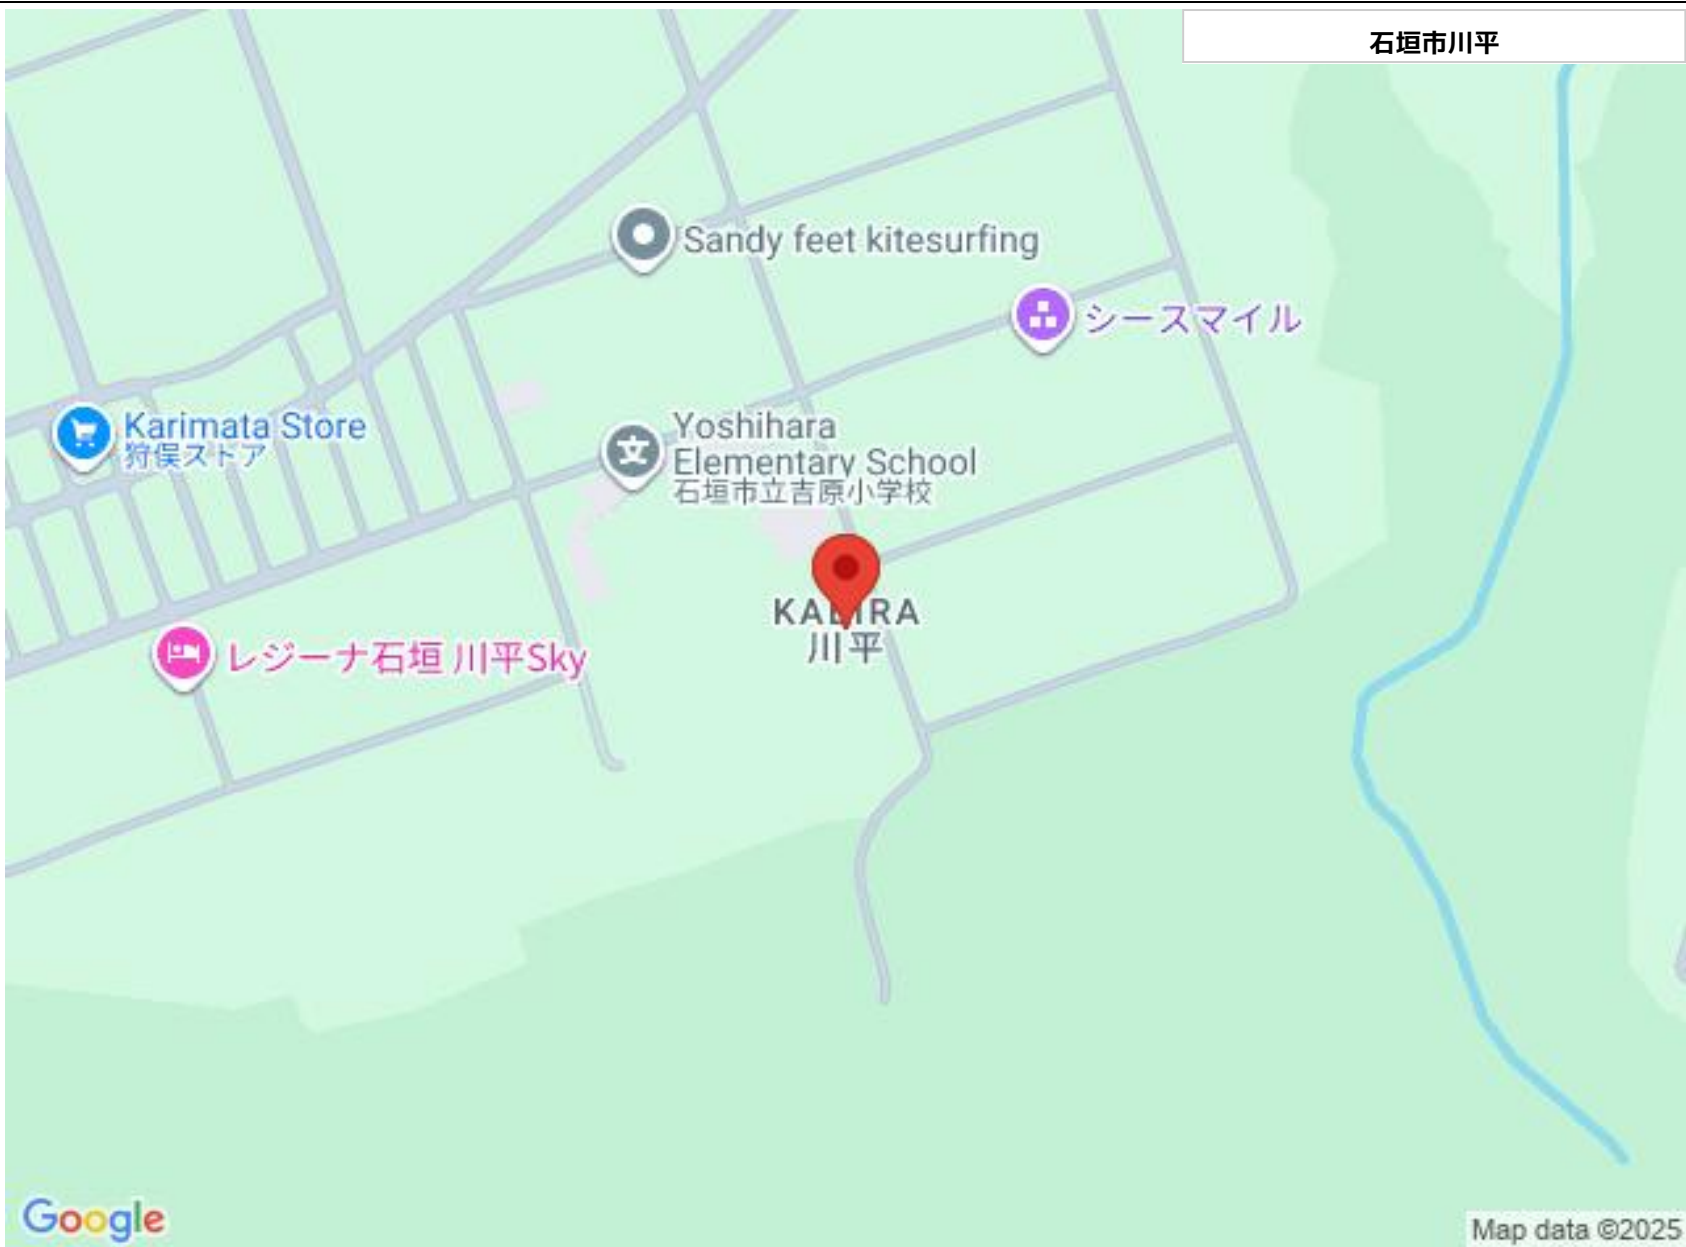 石垣市川平
Sandy feet kitesurfing
シースマイル
Karimata Store
狩俣ストア
Yoshihara
Elementary School
石垣市立吉原小学校
KABIRA
川平
レジーナ石垣 川平Sky
Google
Map data ©2025